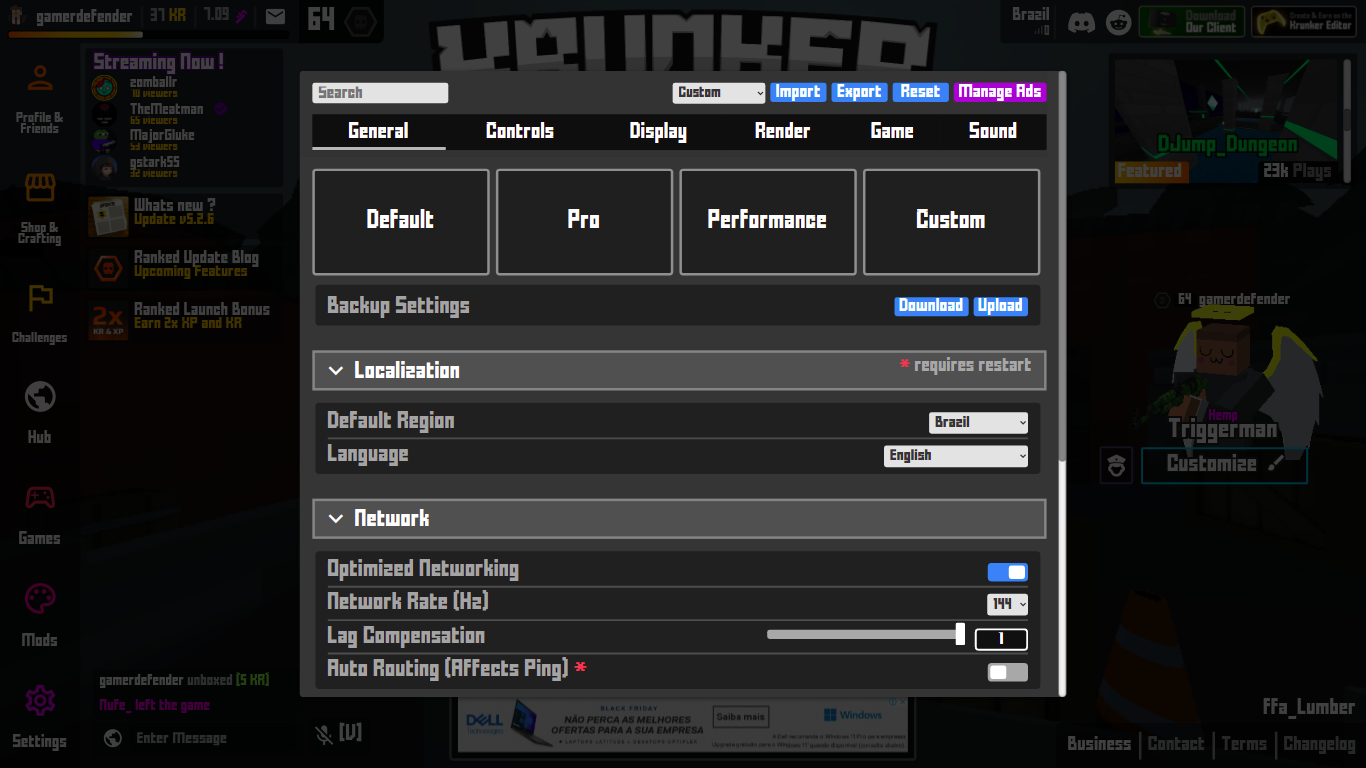 gamerdefender 37 KR 7.09
64
KRUNKER
Brazil
Download
Our Client
Create & Earn on the
Krunker Editor
Streaming Now !
zomballr
10 viewers
TheMeatman
65 viewers
MajorGluke
53 viewers
gstark55
32 viewers
Whats new ?
Update v5.2.6
Ranked Update Blog
Upcoming Features
2x
KR & XP
Ranked Launch Bonus
Earn 2x XP and KR
Profile &
Friends
Shop &
Crafting
Challenges
Hub
Games
Mods
Settings
Search
Custom
Import
Export
Reset
Manage Ads
General
Controls
Display
Render
Game
Sound
Default
Pro
Performance
Custom
Backup Settings
Download
Upload
Localization
* requires restart
Default Region
Brazil
Language
English
Network
Optimized Networking
Network Rate (Hz)
144
Lag Compensation
1
Auto Routing (Affects Ping) *
DJump_Dungeon
Featured
23k Plays
64 gamerdefender
Hemp
Triggerman
Customize
gamerdefender unboxed (5 KR)
Nufe_ left the game
Enter Message
[V]
DELL
Technologies
BLACK FRIDAY
NÃO PERCA AS MELHORES
OFERTAS PARA A SUA EMPRESA
Saiba mais
Windows
ffa_Lumber
Business
Contact
Terms
Changelog